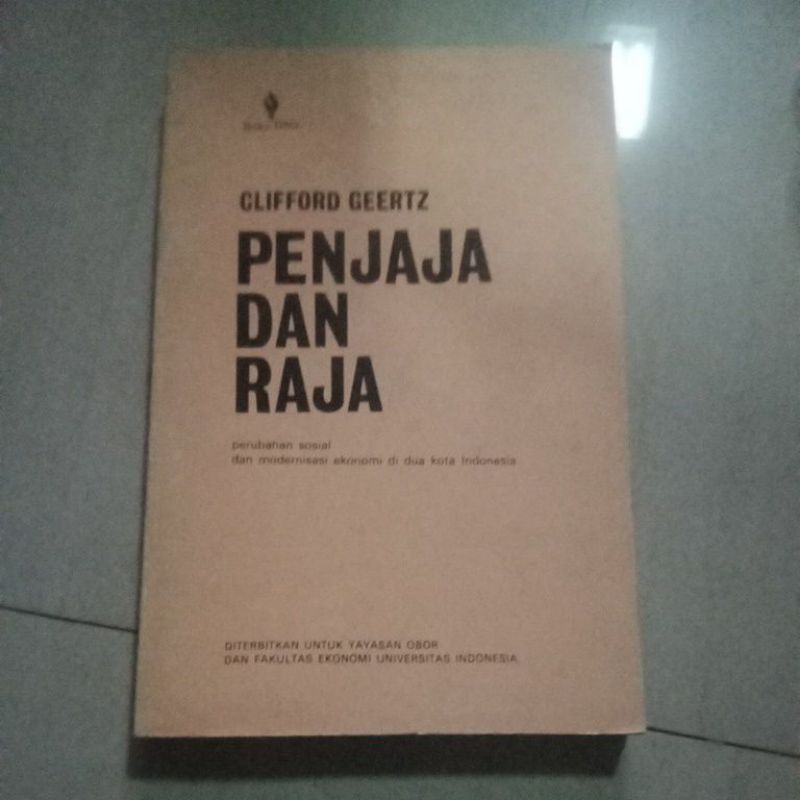 CLIFFORD GEERTZ
PENJAJA
DAN
RAJA
perubahan sosial
dan modernisasi ekonomi di dua kota Indonesia
DITERBITKAN UNTUK YAYASAN OBOR
DAN FAKULTAS EKONOMI UNIVERSITAS INDONESIA